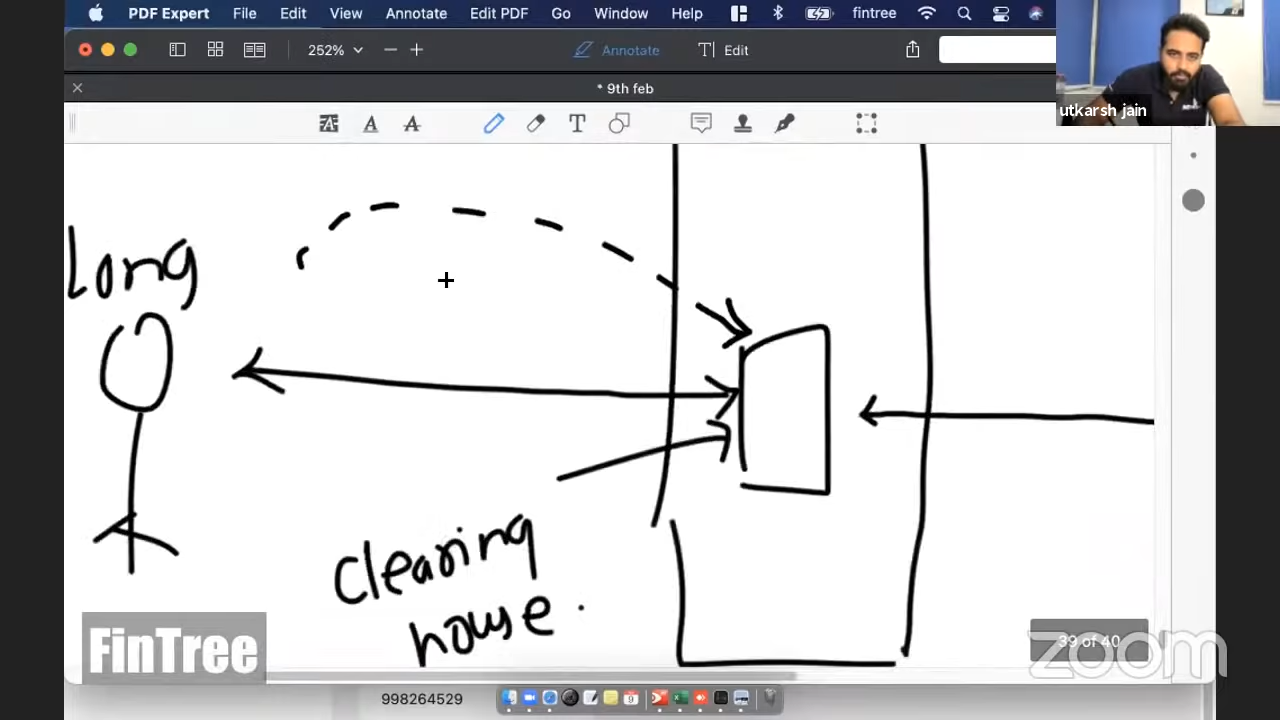 PDF Expert File Edit View Annotate Edit PDF Go Window Help fintree
252% Annotate T| Edit
* 9th feb
utkarsh jain
Long
Clearing
house.
FinTree
39 of 40
zoom
998264529